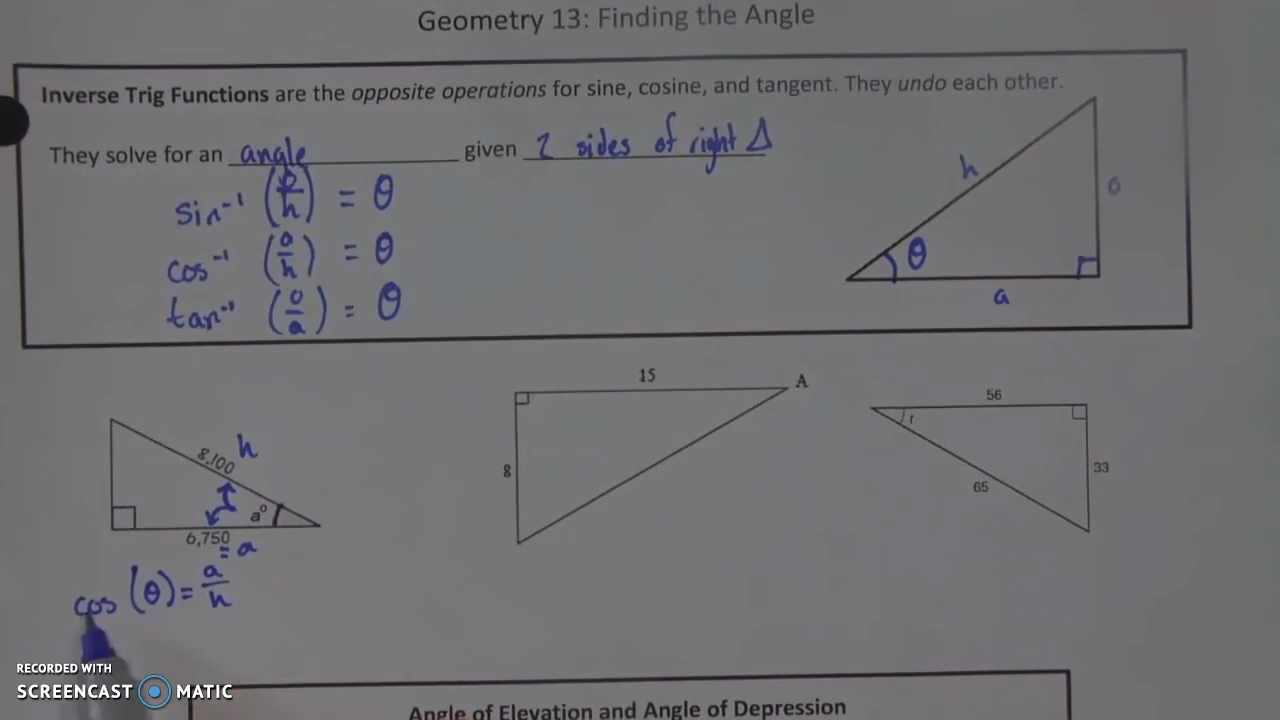 Geometry 13: Finding the Angle
Inverse Trig Functions are the opposite operations for sine, cosine, and tangent. They undo each other.
They solve for an angle given 2 sides of right Δ
sin⁻¹ (o/h) = θ
cos⁻¹ (a/h) = θ
tan⁻¹ (o/a) = θ
h
o
θ
a
8,100 h
a°
6,750
= a
cos (θ) = a/h
15
A
8
56
r
33
65
RECORDED WITH
SCREENCAST MATIC
Angle of Elevation and Angle of Depression